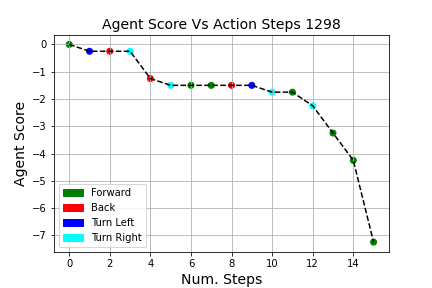 Agent Score Vs Action Steps 1298
0
−1
−2
−3
−4
−5
−6
−7
Agent Score
Forward
Back
Turn Left
Turn Right
0 2 4 6 8 10 12 14
Num. Steps